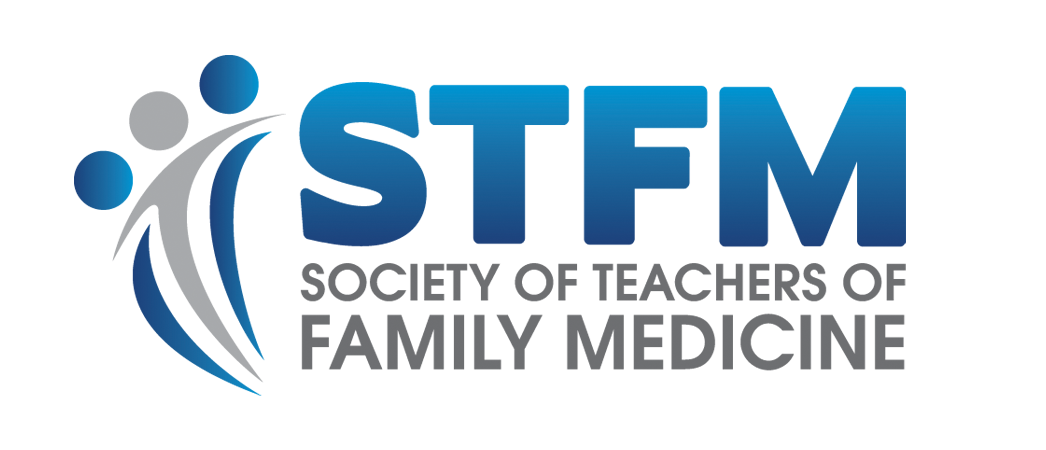 STFM
SOCIETY OF TEACHERS OF
FAMILY MEDICINE